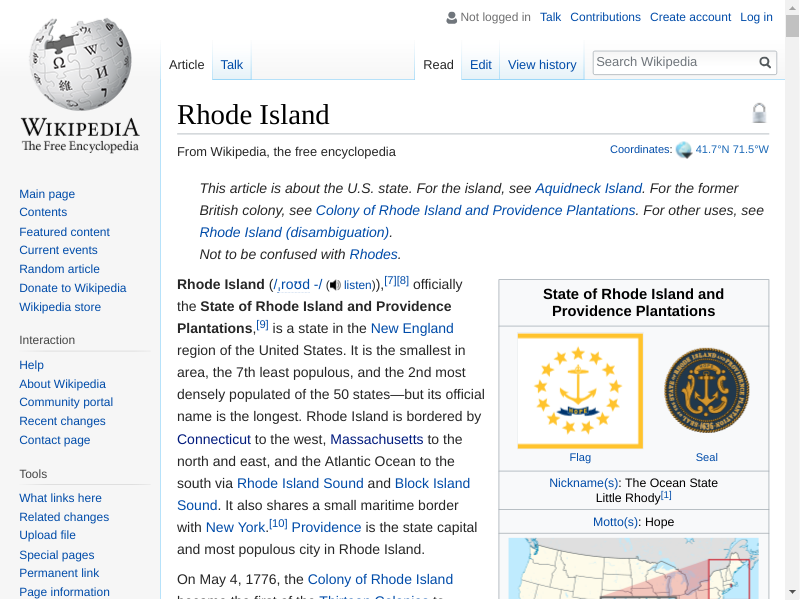 Not logged in Talk Contributions Create account Log in
Article Talk Read Edit View history Search Wikipedia
WIKIPEDIA
The Free Encyclopedia
Main page
Contents
Featured content
Current events
Random article
Donate to Wikipedia
Wikipedia store
Interaction
Help
About Wikipedia
Community portal
Recent changes
Contact page
Tools
What links here
Related changes
Upload file
Special pages
Permanent link
Page information
Rhode Island
From Wikipedia, the free encyclopedia
Coordinates: 41.7°N 71.5°W
This article is about the U.S. state. For the island, see Aquidneck Island. For the former
British colony, see Colony of Rhode Island and Providence Plantations. For other uses, see
Rhode Island (disambiguation).
Not to be confused with Rhodes.
Rhode Island (/ˌroʊd -/ (listen)),[7][8] officially
the State of Rhode Island and Providence
Plantations,[9] is a state in the New England
region of the United States. It is the smallest in
area, the 7th least populous, and the 2nd most
densely populated of the 50 states—but its official
name is the longest. Rhode Island is bordered by
Connecticut to the west, Massachusetts to the
north and east, and the Atlantic Ocean to the
south via Rhode Island Sound and Block Island
Sound. It also shares a small maritime border
with New York.[10] Providence is the state capital
and most populous city in Rhode Island.
On May 4, 1776, the Colony of Rhode Island
became the first of the Thirteen Colonies to
State of Rhode Island and
Providence Plantations
HOPE
Flag Seal
Nickname(s): The Ocean State
Little Rhody[1]
Motto(s): Hope